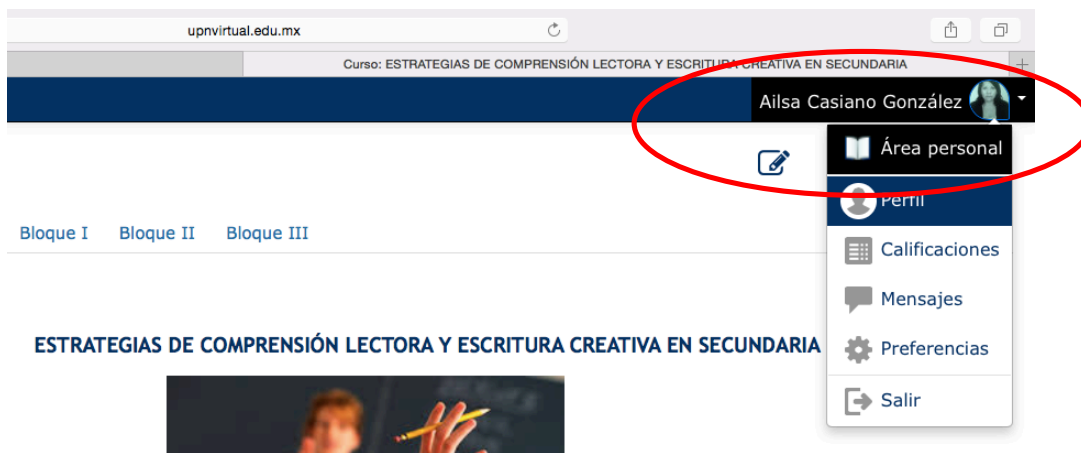 upnvirtual.edu.mx
Curso: ESTRATEGIAS DE COMPRENSIÓN LECTORA Y ESCRITURA CREATIVA EN SECUNDARIA
Ailsa Casiano González
Área personal
Perfil
Bloque I Bloque II Bloque III
Calificaciones
Mensajes
ESTRATEGIAS DE COMPRENSIÓN LECTORA Y ESCRITURA CREATIVA EN SECUNDARIA
Preferencias
Salir